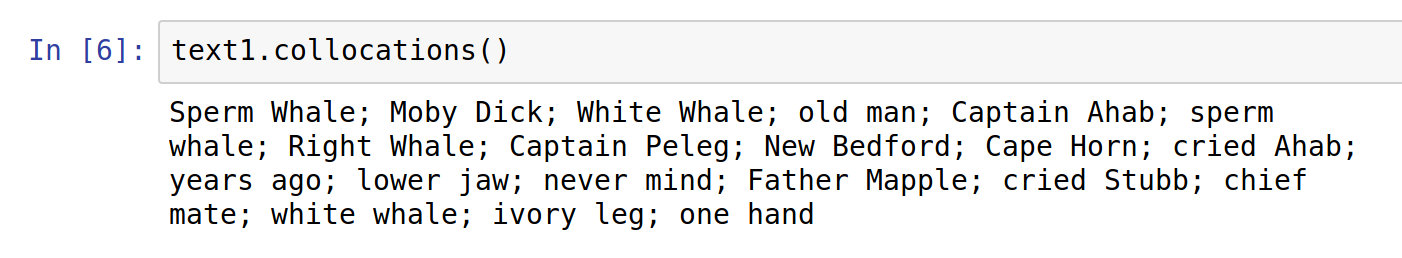 In [6]: text1.collocations()
Sperm Whale; Moby Dick; White Whale; old man; Captain Ahab; sperm
whale; Right Whale; Captain Peleg; New Bedford; Cape Horn; cried Ahab;
years ago; lower jaw; never mind; Father Mapple; cried Stubb; chief
mate; white whale; ivory leg; one hand